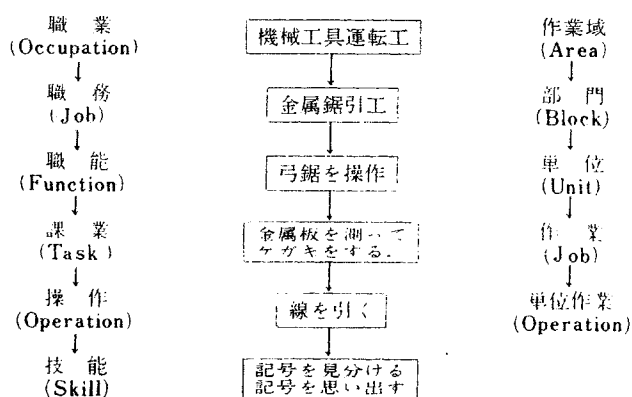 職業
(Occupation)
職務
(Job)
職能
(Function)
課業
(Task)
操作
(Operation)
技能
(Skill)
機械工具運転工
金属鋸引工
弓鋸を操作
金属板を測って
ケガキをする.
線を引く
記号を見分ける
記号を思い出す
作業域
(Area)
部門
(Block)
単位
(Unit)
作業
(Job)
単位作業
(Operation)